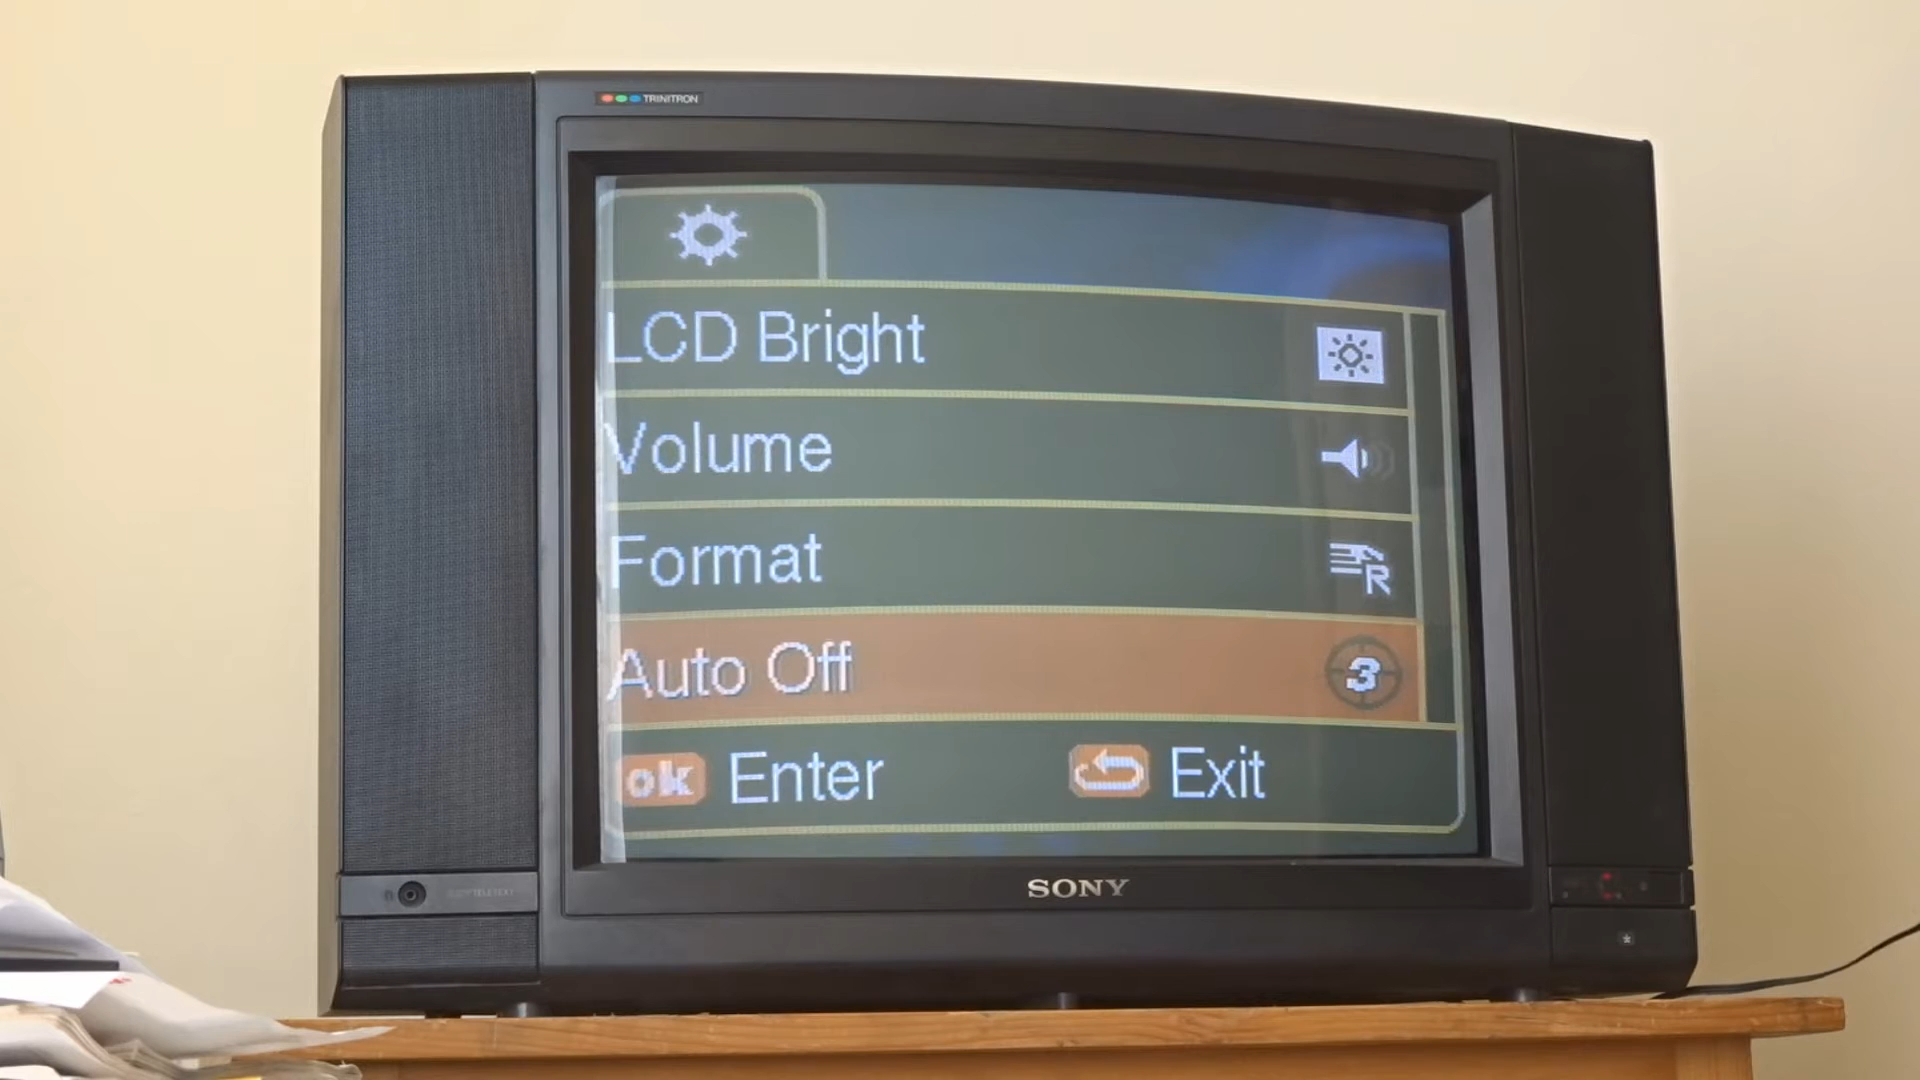 TRINITRON
LCD Bright
Volume
Format
R
Auto Off
3
ok Enter
Exit
SONY